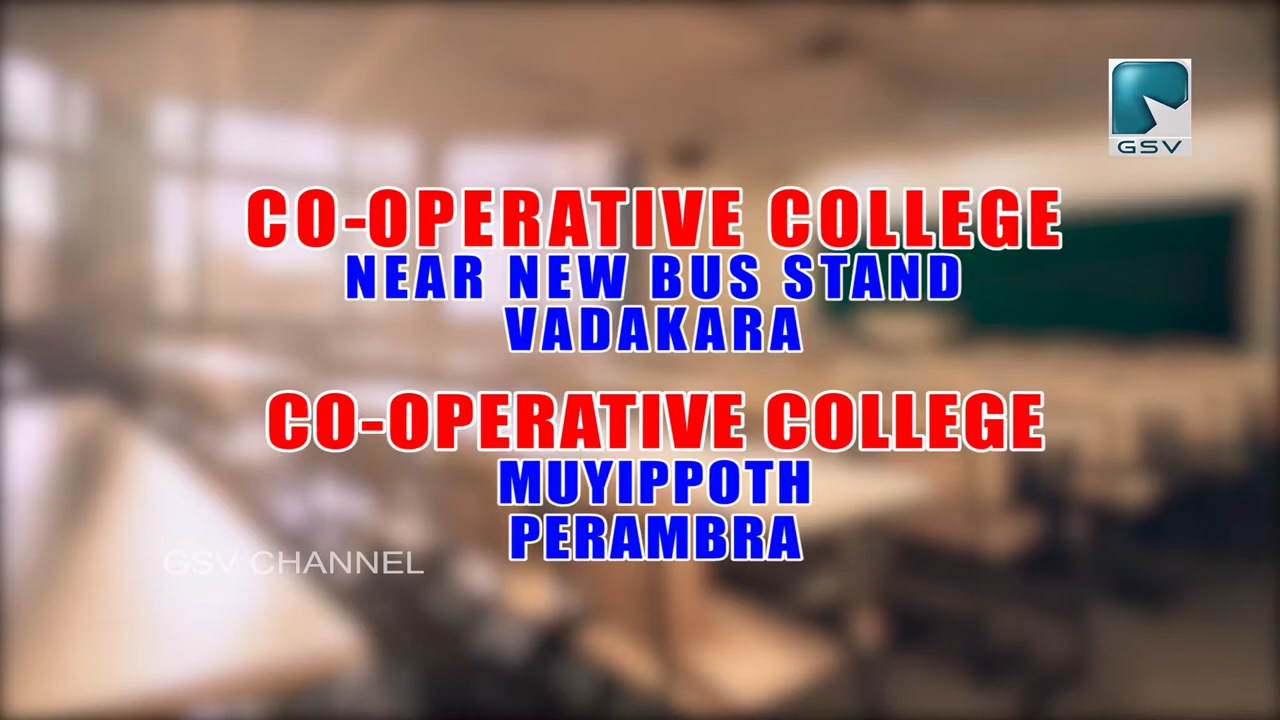 GSV
CO-OPERATIVE COLLEGE
NEAR NEW BUS STAND
VADAKARA
CO-OPERATIVE COLLEGE
MUYIPPOTH
PERAMBRA
GSV CHANNEL